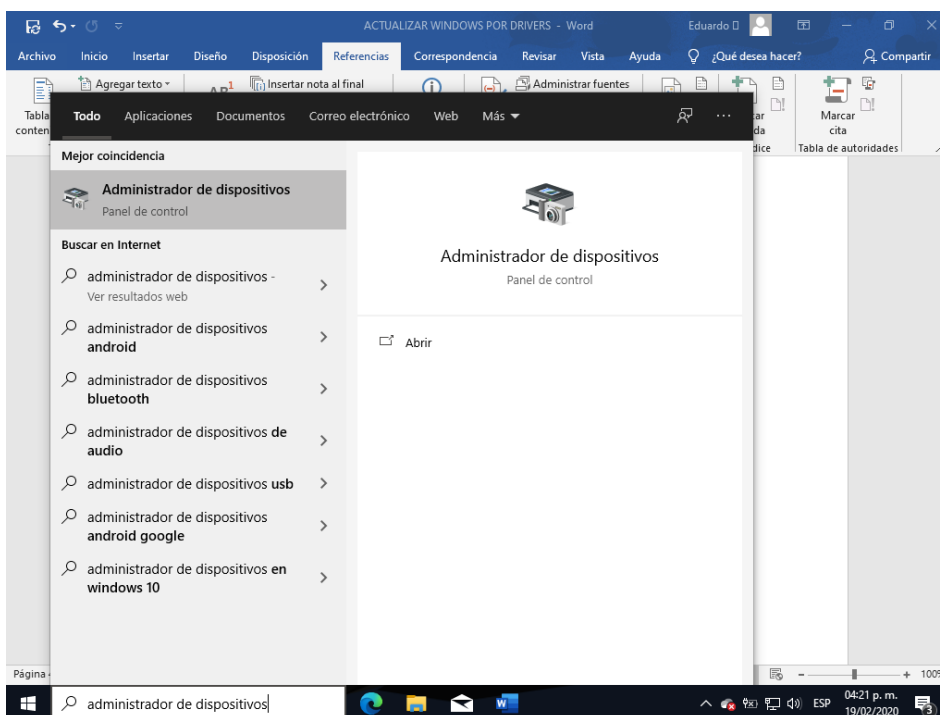 ACTUALIZAR WINDOWS POR DRIVERS - Word
Archivo Inicio Insertar Diseño Disposición Referencias Correspondencia Revisar Vista Ayuda ¿Qué desea hacer? Compartir
Agregar texto
Insertar nota al final
Administrar fuentes
AB1
Tabla
conten
Marcar
cita
Tabla de autoridades
Todo Aplicaciones Documentos Correo electrónico Web Más
Mejor coincidencia
Administrador de dispositivos
Panel de control
Buscar en Internet
administrador de dispositivos -
Ver resultados web
administrador de dispositivos
android
administrador de dispositivos
bluetooth
administrador de dispositivos de
audio
administrador de dispositivos usb
administrador de dispositivos
android google
administrador de dispositivos en
windows 10
Administrador de dispositivos
Panel de control
Abrir
Página
100%
administrador de dispositivos
ESP
04:21 p. m.
19/02/2020
3